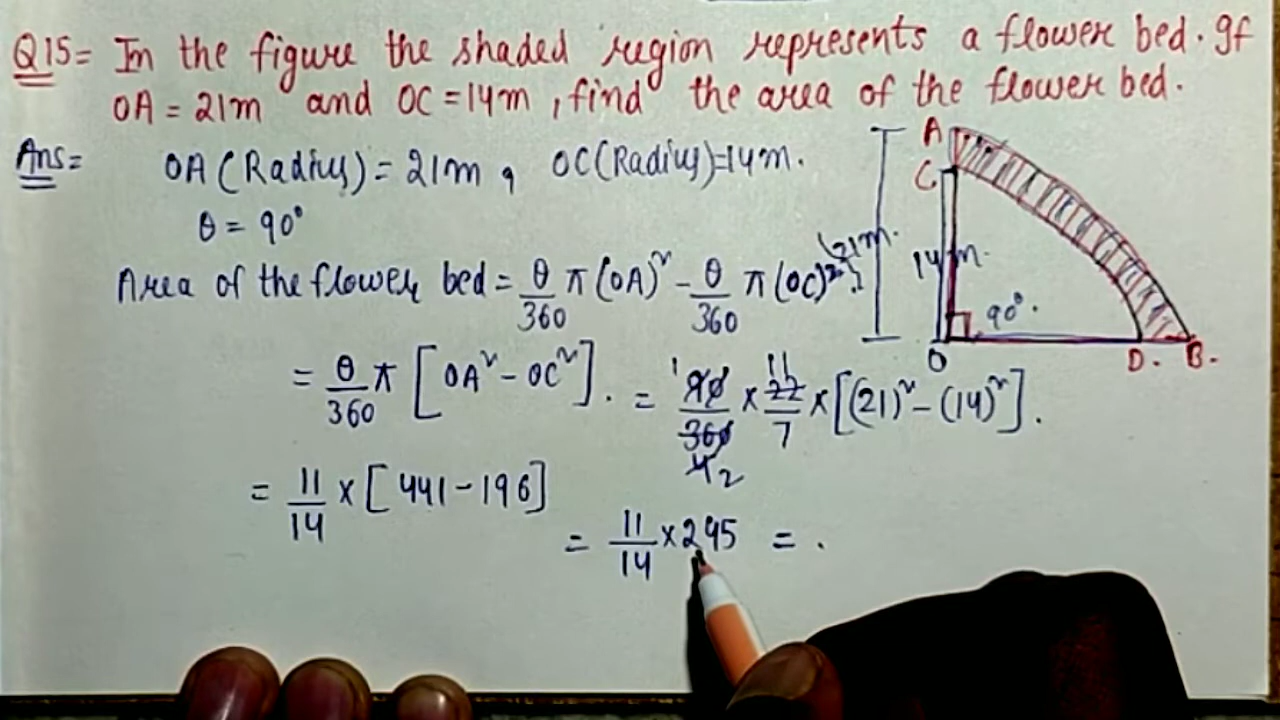 Q15= In the figure the shaded region represents a flower bed. If
OA = 21m and OC = 14m, find the area of the flower bed.
Ans= OA (Radius) = 21m, OC (Radius) = 14m.
θ = 90°
Area of the flower bed = θ/360 π (OA)² - θ/360 π (OC)²
= θ/360 π [OA² - OC²]. = 90/360 × 22/7 × [(21)² - (14)²].
= 11/14 × [441 - 196]
= 11/14 × 245 = .
A
C
21m.
14m.
90°.
O
D.
B.